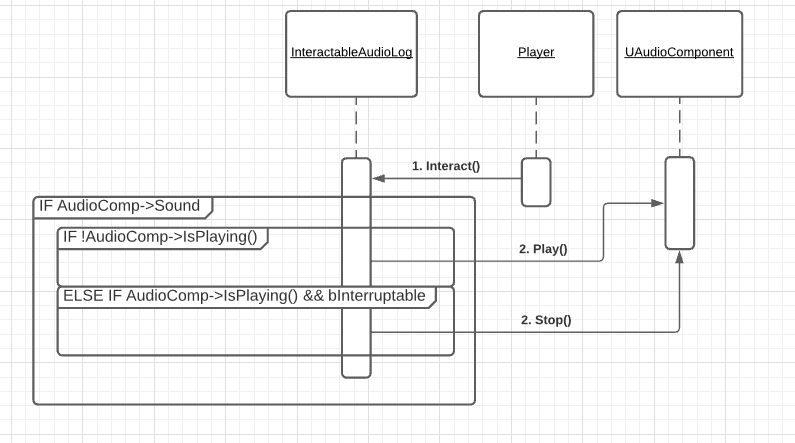 InteractableAudioLog
Player
UAudioComponent
1. Interact()
IF AudioComp->Sound
IF !AudioComp->IsPlaying()
2. Play()
ELSE IF AudioComp->IsPlaying() && bInterruptable
2. Stop()